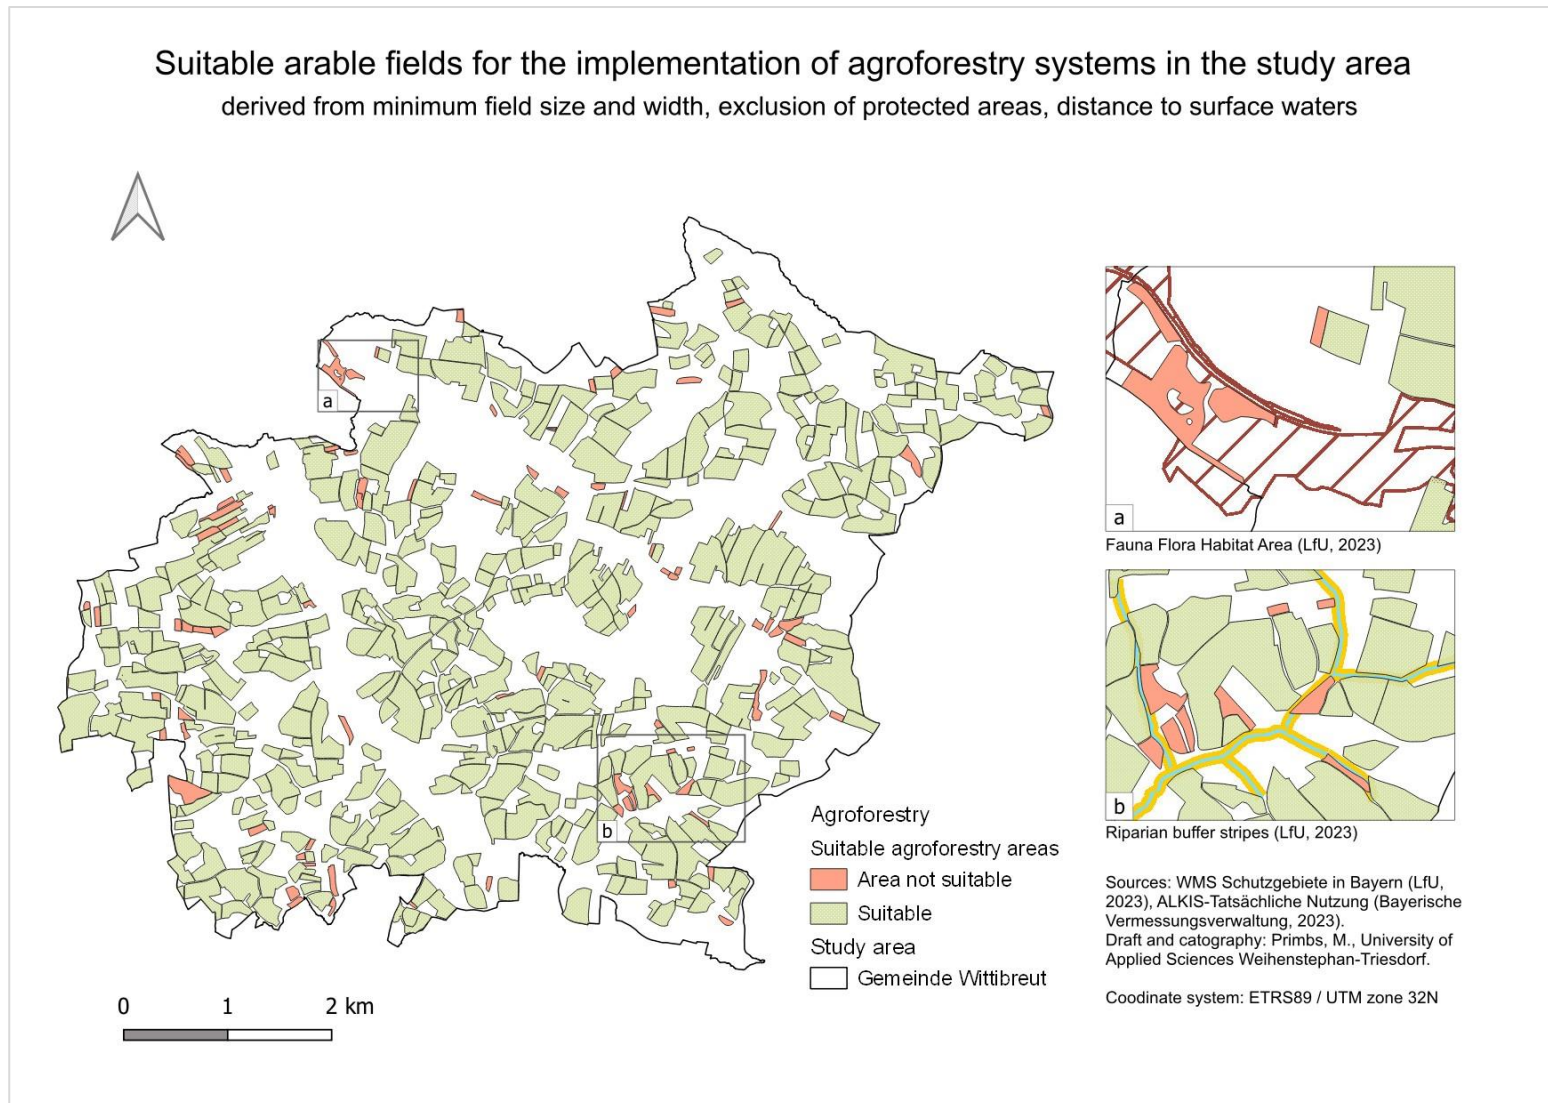 Suitable arable fields for the implementation of agroforestry systems in the study area
derived from minimum field size and width, exclusion of protected areas, distance to surface waters
a
b
a
Fauna Flora Habitat Area (LfU, 2023)
b
Riparian buffer stripes (LfU, 2023)
Agroforestry
Suitable agroforestry areas
Area not suitable
Suitable
Study area
Gemeinde Wittibreut
Sources: WMS Schutzgebiete in Bayern (LfU,
2023), ALKIS-Tatsächliche Nutzung (Bayerische
Vermessungsverwaltung, 2023).
Draft and catography: Primbs, M., University of
Applied Sciences Weihenstephan-Triesdorf.
Coodinate system: ETRS89 / UTM zone 32N
0 1 2 km